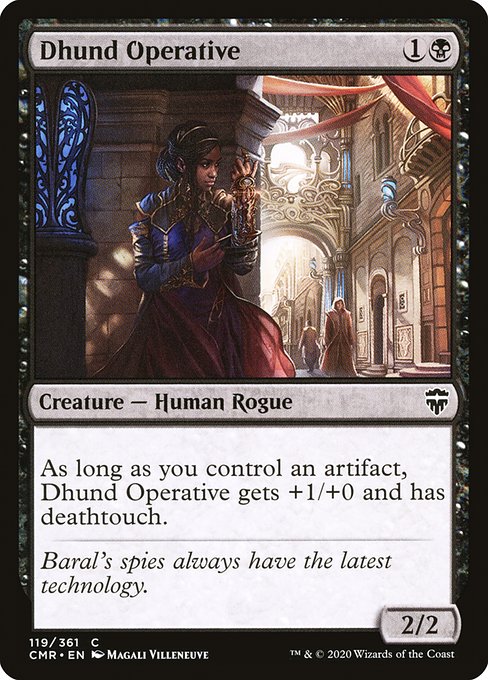 Dhund Operative 1
Creature — Human Rogue
As long as you control an artifact,
Dhund Operative gets +1/+0 and has
deathtouch.
Baral's spies always have the latest
technology.
2/2
119/361 C
CMR • EN Magali Villeneuve
™ & © 2020 Wizards of the Coast